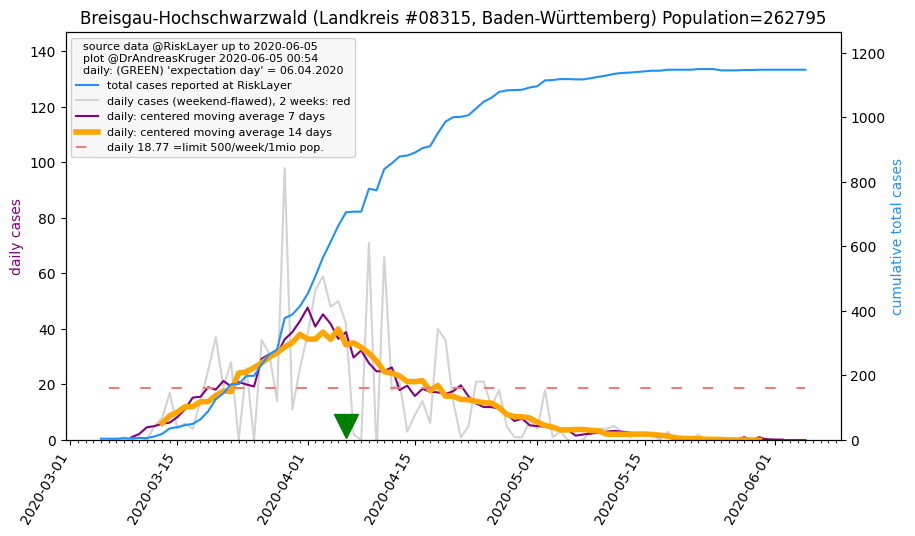 Breisgau-Hochschwarzwald (Landkreis #08315, Baden-Württemberg) Population=262795
source data @RiskLayer up to 2020-06-05
plot @DrAndreasKruger 2020-06-05 00:54
daily: (GREEN) 'expectation day' = 06.04.2020
total cases reported at RiskLayer
daily cases (weekend-flawed), 2 weeks: red
daily: centered moving average 7 days
daily: centered moving average 14 days
daily 18.77 =limit 500/week/1mio pop.
daily cases
140
120
100
80
60
40
20
0
1200
1000
800
600
400
200
0
cumulative total cases
2020-03-01
2020-03-15
2020-04-01
2020-04-15
2020-05-01
2020-05-15
2020-06-01